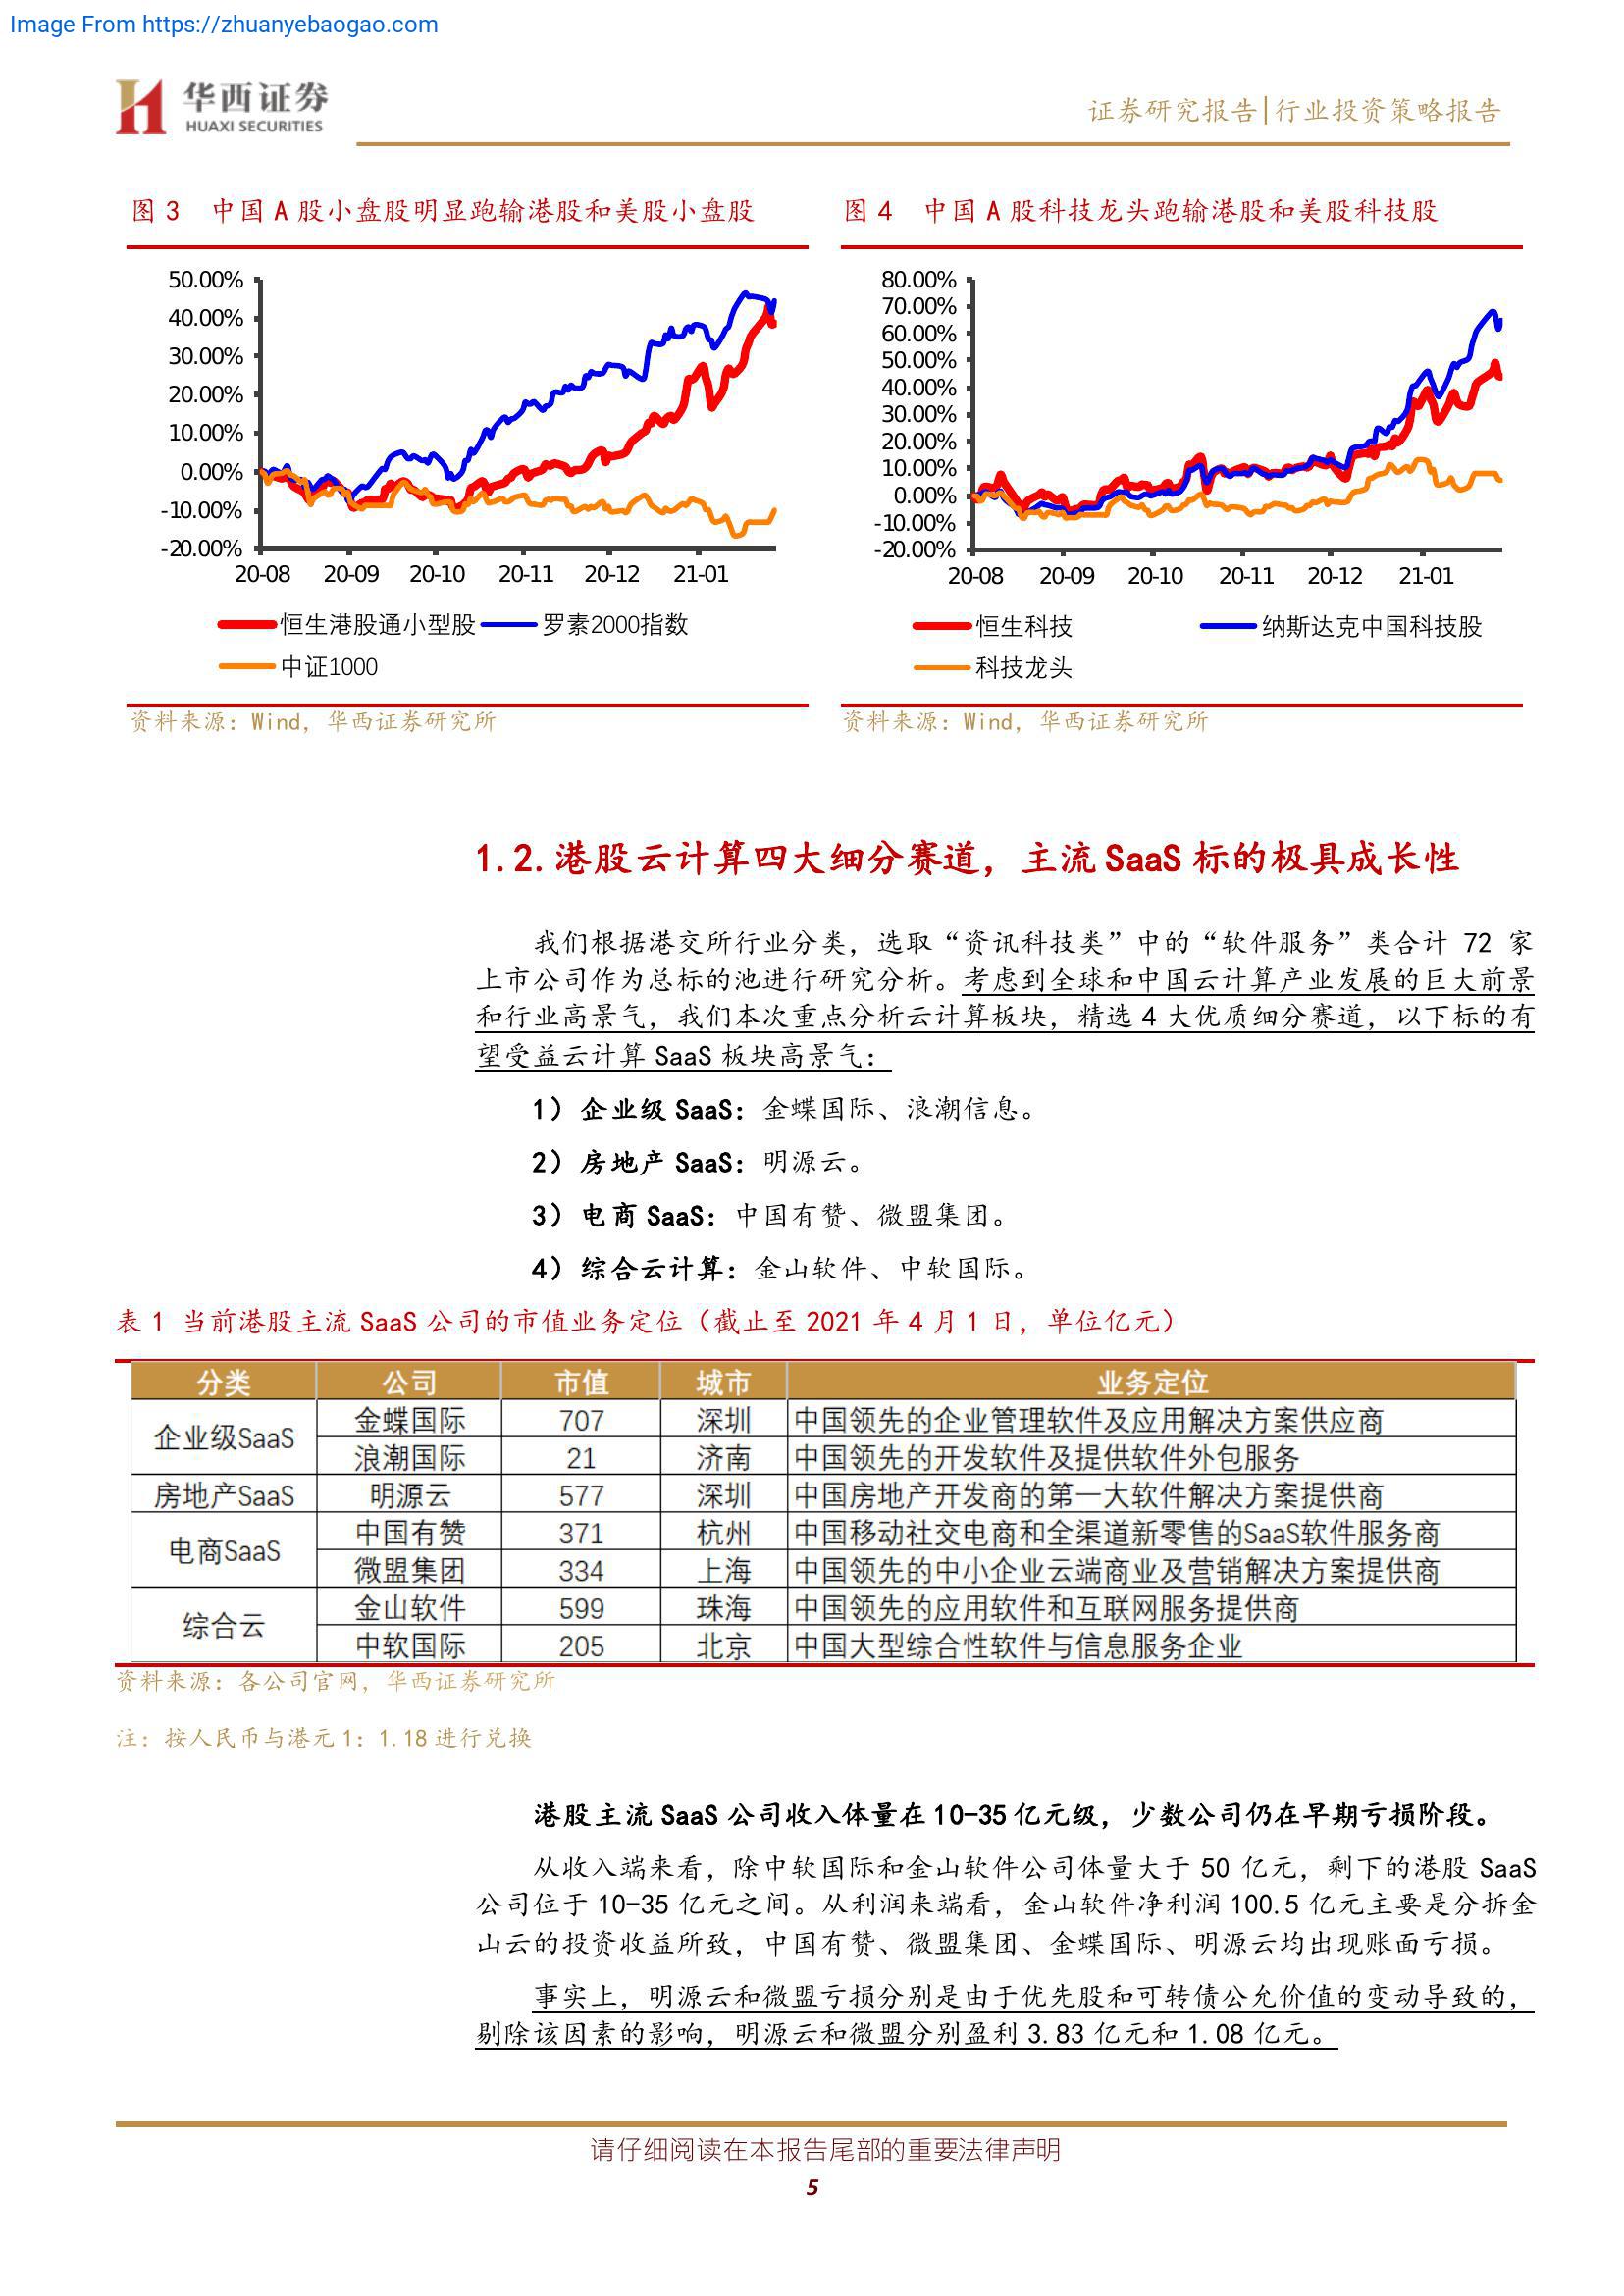 Image From https://zhuanyebaogao.com
华西证券
HUAXI SECURITIES
证券研究报告|行业投资策略报告
图 3 中国 A 股小盘股明显跑输港股和美股小盘股
50.00%
40.00%
30.00%
20.00%
10.00%
0.00%
-10.00%
-20.00%
20-08 20-09 20-10 20-11 20-12 21-01
恒生港股通小型股 罗素2000指数
中证1000
资料来源：Wind，华西证券研究所
图 4 中国 A 股科技龙头跑输港股和美股科技股
80.00%
70.00%
60.00%
50.00%
40.00%
30.00%
20.00%
10.00%
0.00%
-10.00%
-20.00%
20-08 20-09 20-10 20-11 20-12 21-01
恒生科技 纳斯达克中国科技股
科技龙头
资料来源：Wind，华西证券研究所
1.2.港股云计算四大细分赛道，主流 SaaS 标的极具成长性
我们根据港交所行业分类，选取“资讯科技类”中的“软件服务”类合计 72 家
上市公司作为总标的池进行研究分析。考虑到全球和中国云计算产业发展的巨大前景
和行业高景气，我们本次重点分析云计算板块，精选 4 大优质细分赛道，以下标的有
望受益云计算 SaaS 板块高景气：
1）企业级 SaaS：金蝶国际、浪潮信息。
2）房地产 SaaS：明源云。
3）电商 SaaS：中国有赞、微盟集团。
4）综合云计算：金山软件、中软国际。
表 1 当前港股主流 SaaS 公司的市值业务定位（截止至 2021 年 4 月 1 日，单位亿元）
分类 公司 市值 城市 业务定位
企业级SaaS 金蝶国际 707 深圳 中国领先的企业管理软件及应用解决方案供应商
浪潮国际 21 济南 中国领先的开发软件及提供软件外包服务
房地产SaaS 明源云 577 深圳 中国房地产开发商的第一大软件解决方案提供商
电商SaaS 中国有赞 371 杭州 中国移动社交电商和全渠道新零售的SaaS软件服务商
微盟集团 334 上海 中国领先的中小企业云端商业及营销解决方案提供商
综合云 金山软件 599 珠海 中国领先的应用软件和互联网服务提供商
中软国际 205 北京 中国大型综合性软件与信息服务企业
资料来源：各公司官网，华西证券研究所
注：按人民币与港元 1：1.18 进行兑换
港股主流 SaaS 公司收入体量在 10-35 亿元级，少数公司仍在早期亏损阶段。
从收入端来看，除中软国际和金山软件公司体量大于 50 亿元，剩下的港股 SaaS
公司位于 10-35 亿元之间。从利润来端看，金山软件净利润 100.5 亿元主要是分拆金
山云的投资收益所致，中国有赞、微盟集团、金蝶国际、明源云均出现账面亏损。
事实上，明源云和微盟亏损分别是由于优先股和可转债公允价值的变动导致的，
剔除该因素的影响，明源云和微盟分别盈利 3.83 亿元和 1.08 亿元。
请仔细阅读在本报告尾部的重要法律声明
5